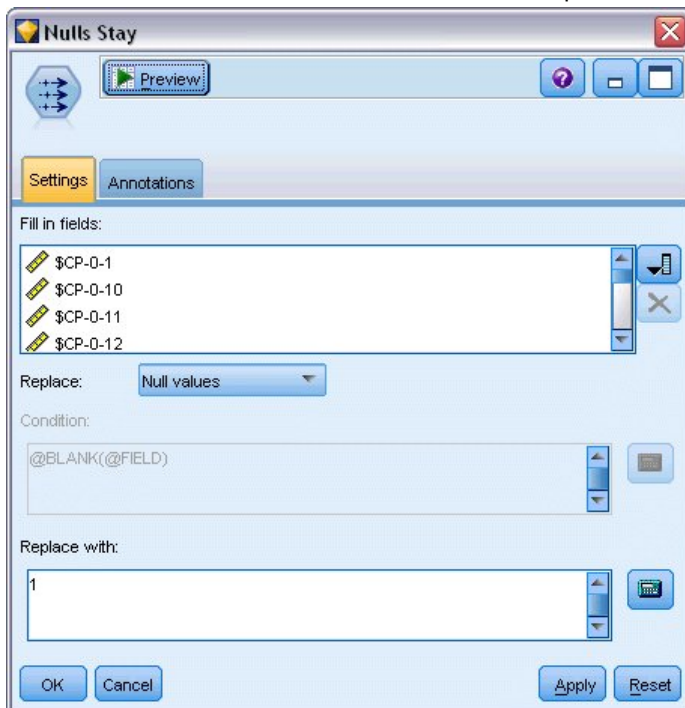 Nulls Stay
Preview
Settings
Annotations
Fill in fields:
$CP-0-1
$CP-0-10
$CP-0-11
$CP-0-12
Replace:
Null values
Condition:
@BLANK(@FIELD)
Replace with:
1
OK
Cancel
Apply
Reset